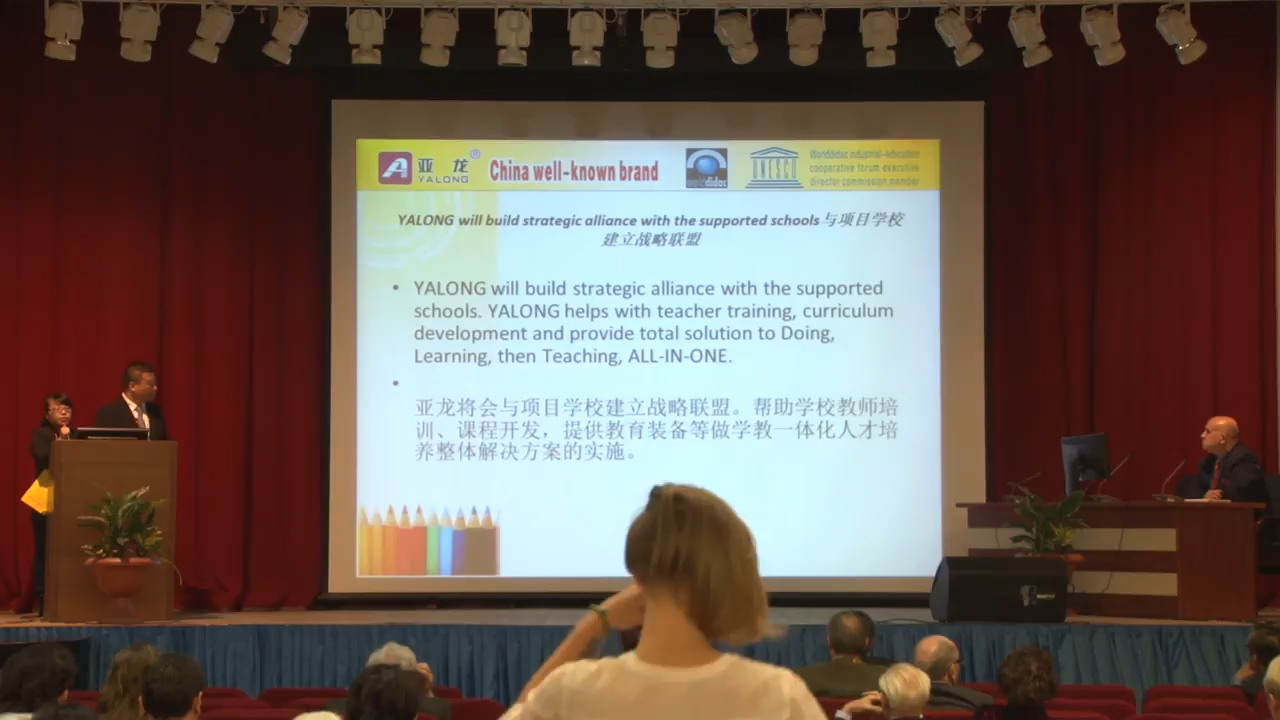 亚龙®
YALONG
China well-known brand
worlddidac
UNESCO
Worlddidac industrial-education
cooperative forum executive
director commission member
YALONG will build strategic alliance with the supported schools与项目学校
建立战略联盟
• YALONG will build strategic alliance with the supported
schools. YALONG helps with teacher training, curriculum
development and provide total solution to Doing,
Learning, then Teaching, ALL-IN-ONE.
•
亚龙将会与项目学校建立战略联盟。帮助学校教师培
训、课程开发，提供教育装备等做学教一体化人才培
养整体解决方案的实施。